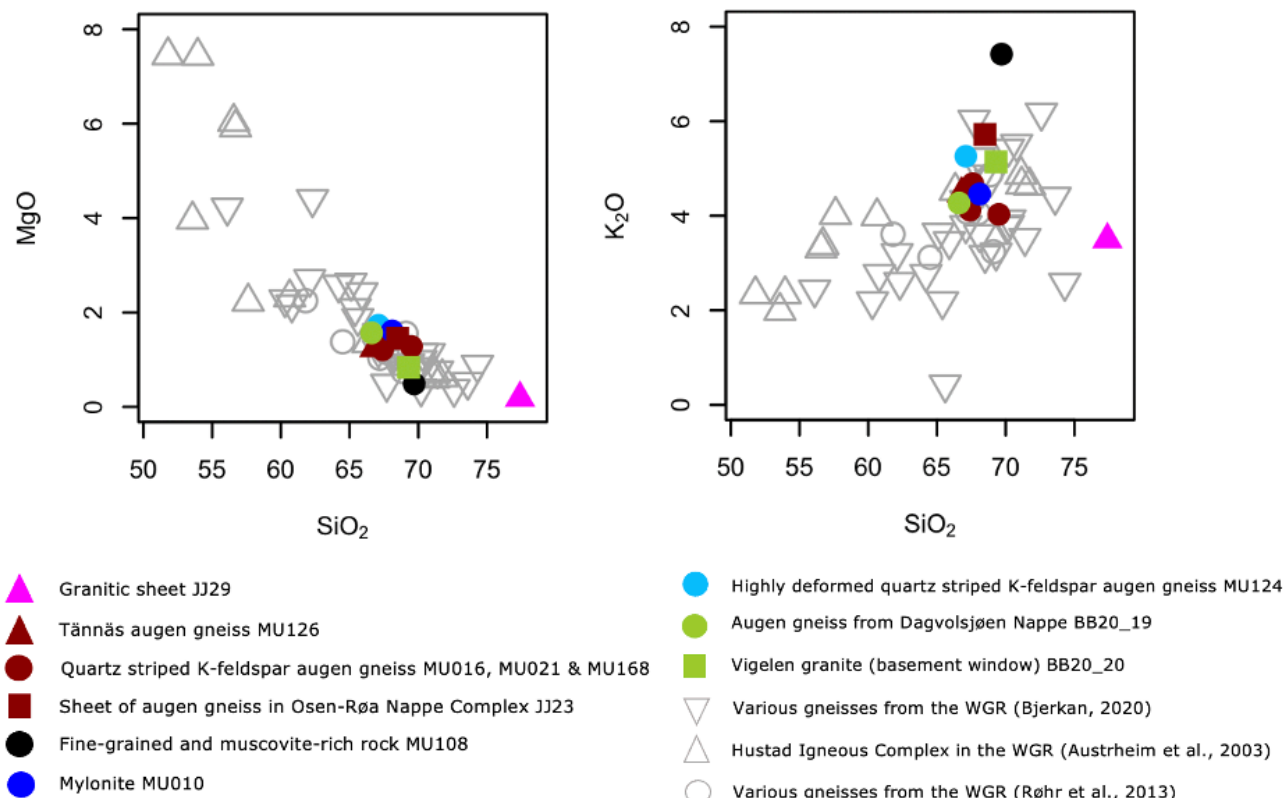 8
6
4
2
0
MgO
50 55 60 65 70 75
SiO₂
8
6
4
2
0
K₂O
50 55 60 65 70 75
SiO₂
Granitic sheet JJ29
Tännäs augen gneiss MU126
Quartz striped K-feldspar augen gneiss MU016, MU021 & MU168
Sheet of augen gneiss in Osen-Røa Nappe Complex JJ23
Fine-grained and muscovite-rich rock MU108
Mylonite MU010
Highly deformed quartz striped K-feldspar augen gneiss MU124
Augen gneiss from Dagvolsjøen Nappe BB20_19
Vigelen granite (basement window) BB20_20
Various gneisses from the WGR (Bjerkan, 2020)
Hustad Igneous Complex in the WGR (Austrheim et al., 2003)
Various gneisses from the WGR (Røhr et al., 2013)